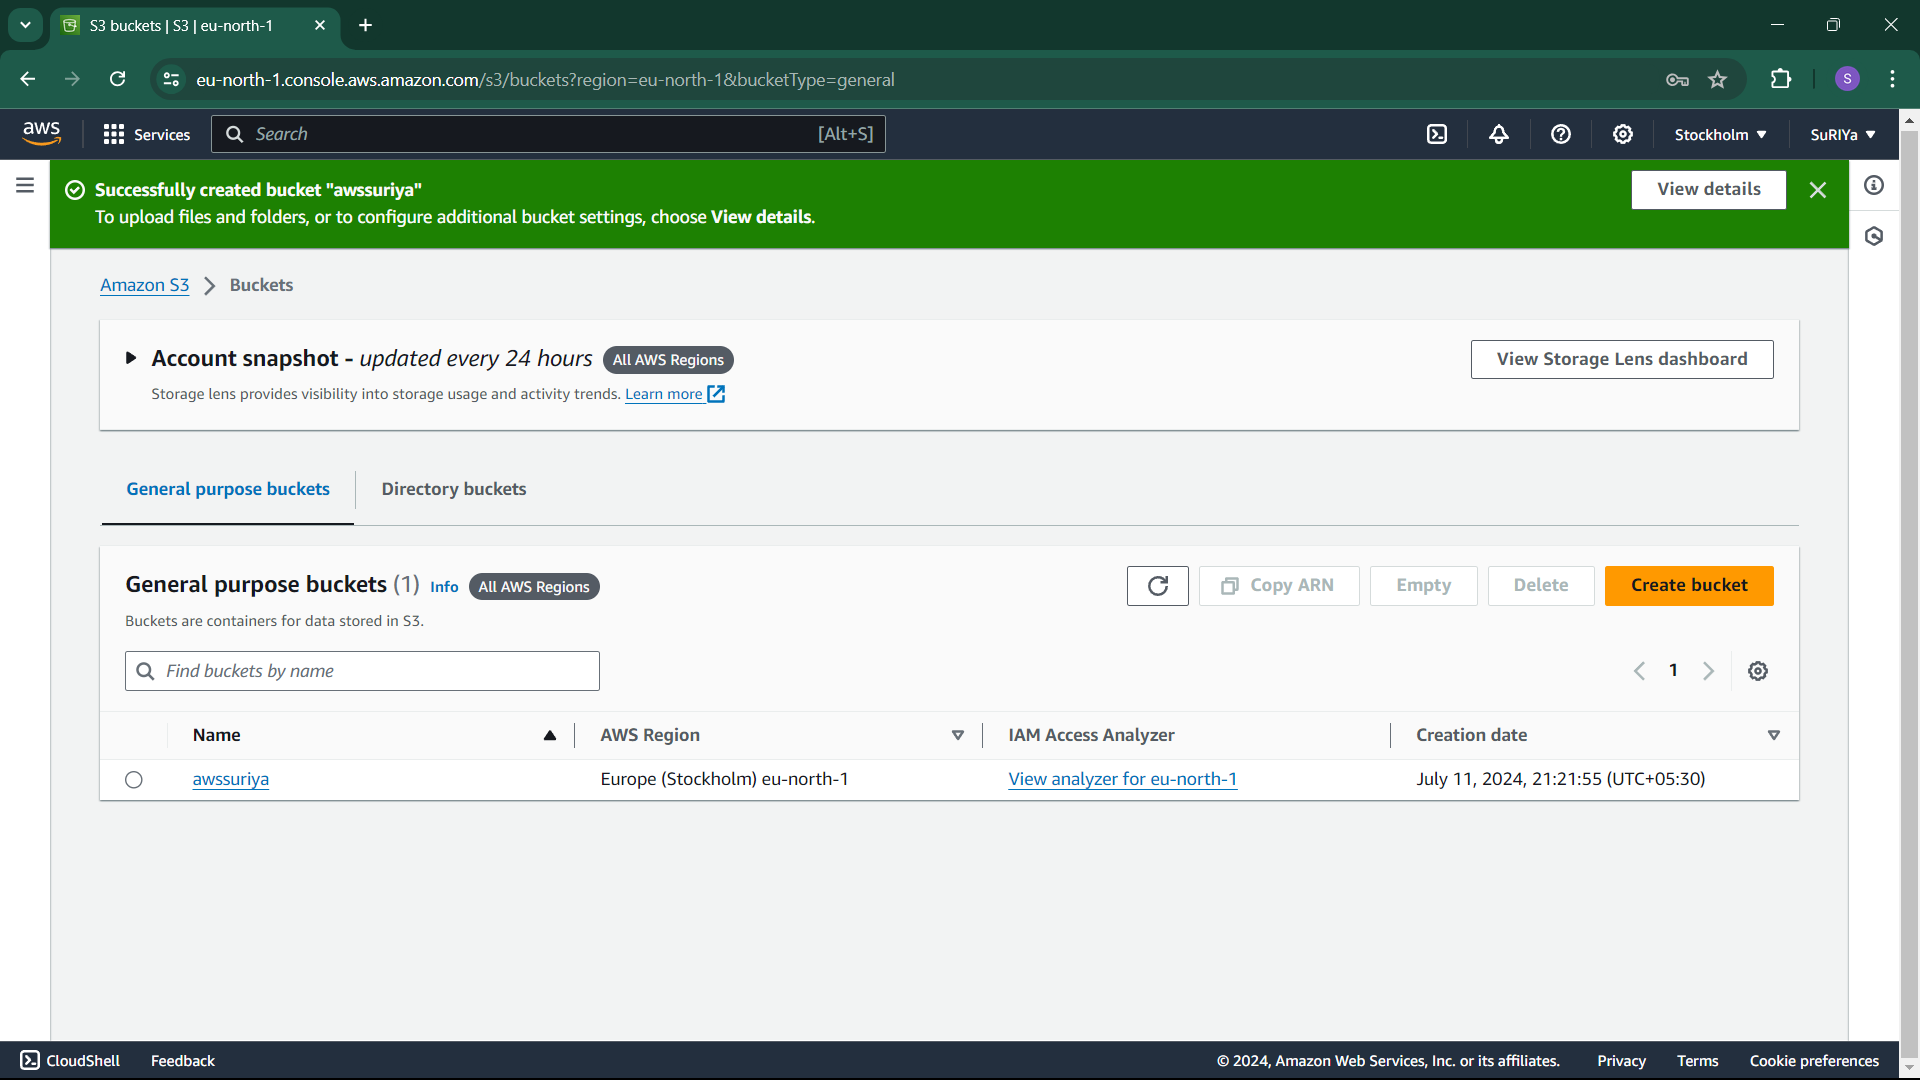 S3 buckets | S3 | eu-north-1
eu-north-1.console.aws.amazon.com/s3/buckets?region=eu-north-1&bucketType=general
S
aws
Services
Search
[Alt+S]
Stockholm
SuRIYa
Successfully created bucket "awssuriya"
To upload files and folders, or to configure additional bucket settings, choose View details.
View details
Amazon S3
Buckets
Account snapshot - updated every 24 hours
All AWS Regions
Storage lens provides visibility into storage usage and activity trends. Learn more
View Storage Lens dashboard
General purpose buckets
Directory buckets
General purpose buckets (1)
Info
All AWS Regions
Buckets are containers for data stored in S3.
Copy ARN
Empty
Delete
Create bucket
Find buckets by name
1
Name
AWS Region
IAM Access Analyzer
Creation date
awssuriya
Europe (Stockholm) eu-north-1
View analyzer for eu-north-1
July 11, 2024, 21:21:55 (UTC+05:30)
CloudShell
Feedback
© 2024, Amazon Web Services, Inc. or its affiliates.
Privacy
Terms
Cookie preferences